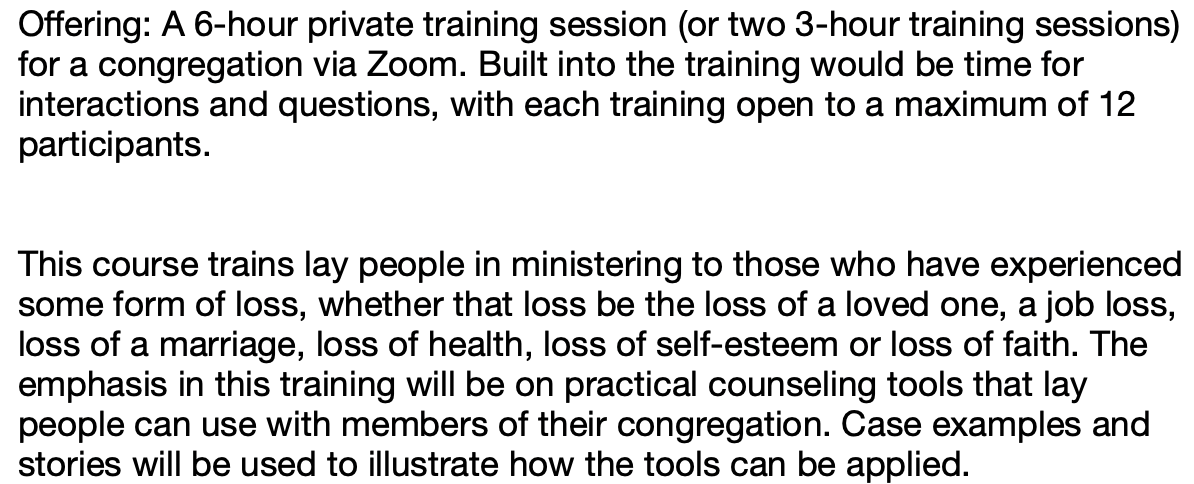 Offering: A 6-hour private training session (or two 3-hour training sessions)
for a congregation via Zoom. Built into the training would be time for
interactions and questions, with each training open to a maximum of 12
participants.
This course trains lay people in ministering to those who have experienced
some form of loss, whether that loss be the loss of a loved one, a job loss,
loss of a marriage, loss of health, loss of self-esteem or loss of faith. The
emphasis in this training will be on practical counseling tools that lay
people can use with members of their congregation. Case examples and
stories will be used to illustrate how the tools can be applied.